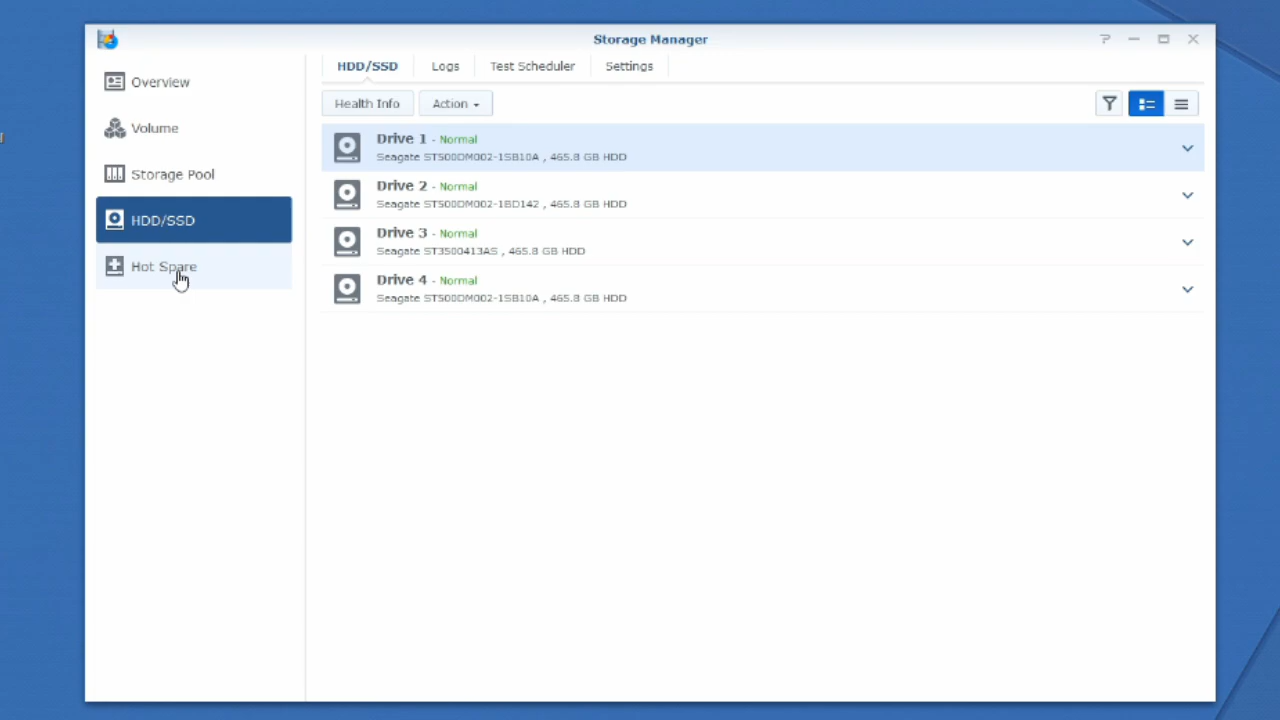 Storage Manager
Overview
Volume
Storage Pool
HDD/SSD
Hot Spare
HDD/SSD Logs Test Scheduler Settings
Health Info Action
Drive 1 - Normal
Seagate ST500DM002-1SB10A , 465.8 GB HDD
Drive 2 - Normal
Seagate ST500DM002-1BD142 , 465.8 GB HDD
Drive 3 - Normal
Seagate ST3500413AS , 465.8 GB HDD
Drive 4 - Normal
Seagate ST500DM002-1SB10A , 465.8 GB HDD